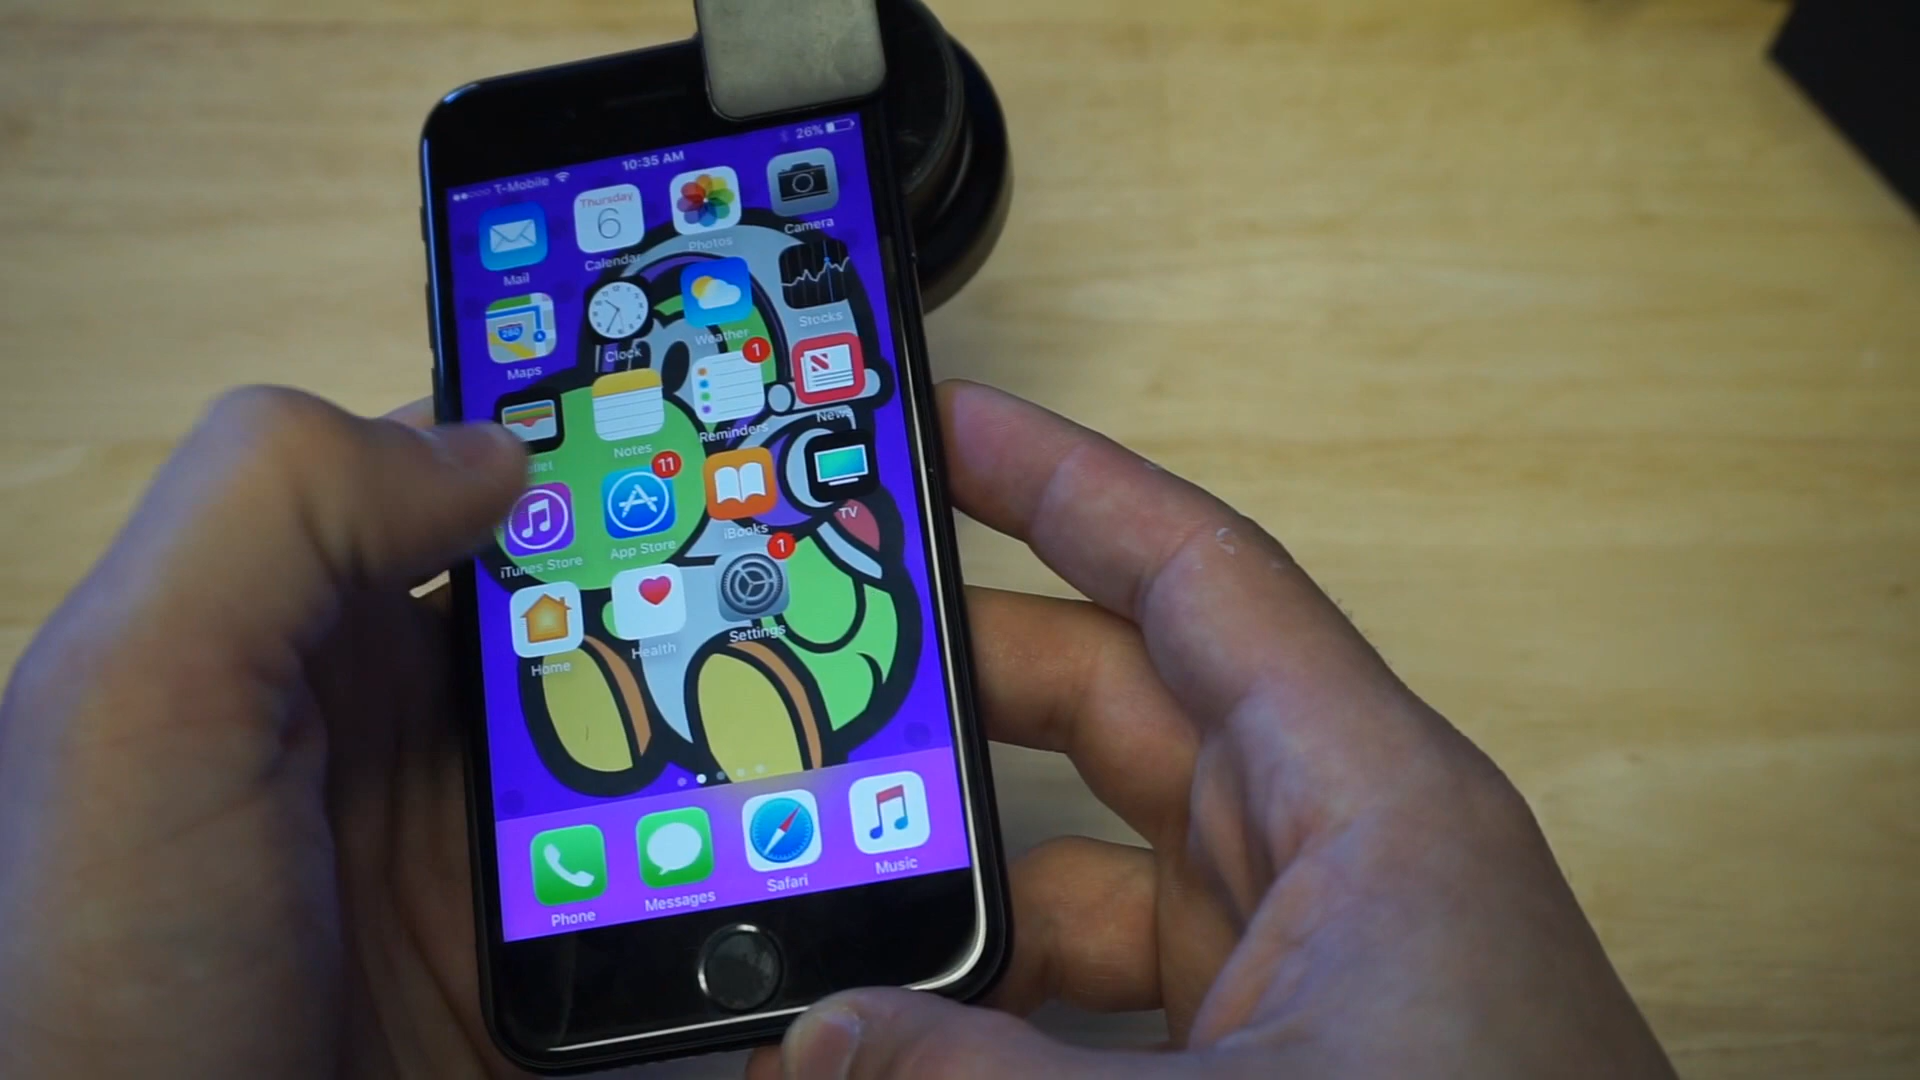 T-Mobile 10:35 AM 26%
Mail Thursday 6 Calendar Photos Camera
280
Maps Clock Weather Stocks
Notes 1 Reminders News
iTunes Store 11 App Store iBooks TV
Home Health 1 Settings
Phone Messages Safari Music